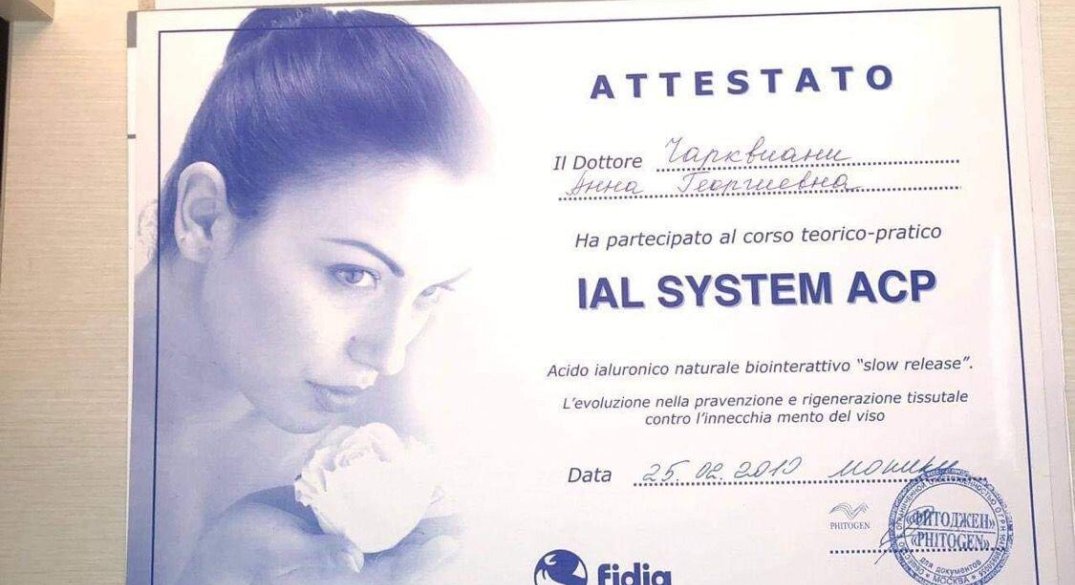 ATTESTATO
Il Dottore Чарквиани
Анна Георгиевна
Ha partecipato al corso teorico-pratico
IAL SYSTEM ACP
Acido ialuronico naturale biointerattivo “slow release”.
L'evoluzione nella pravenzione e rigenerazione tissutale
contro l'innecchia mento del viso
Data 25.02.2010
PHITOGEN
«ФИТОДЖЕН»
«PHITOGEN»
для документов
fidia